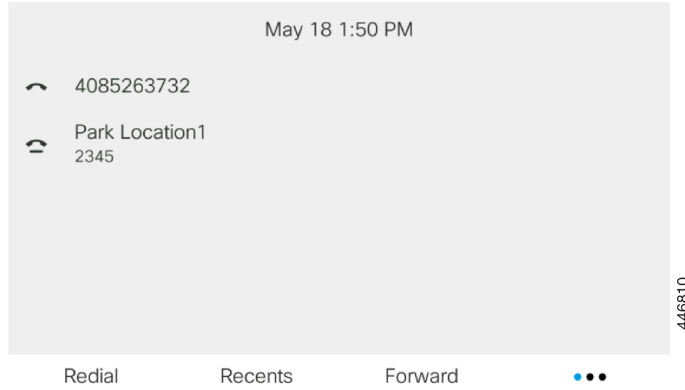 May 18 1:50 PM
4085263732
Park Location1
2345
446810
Redial Recents Forward